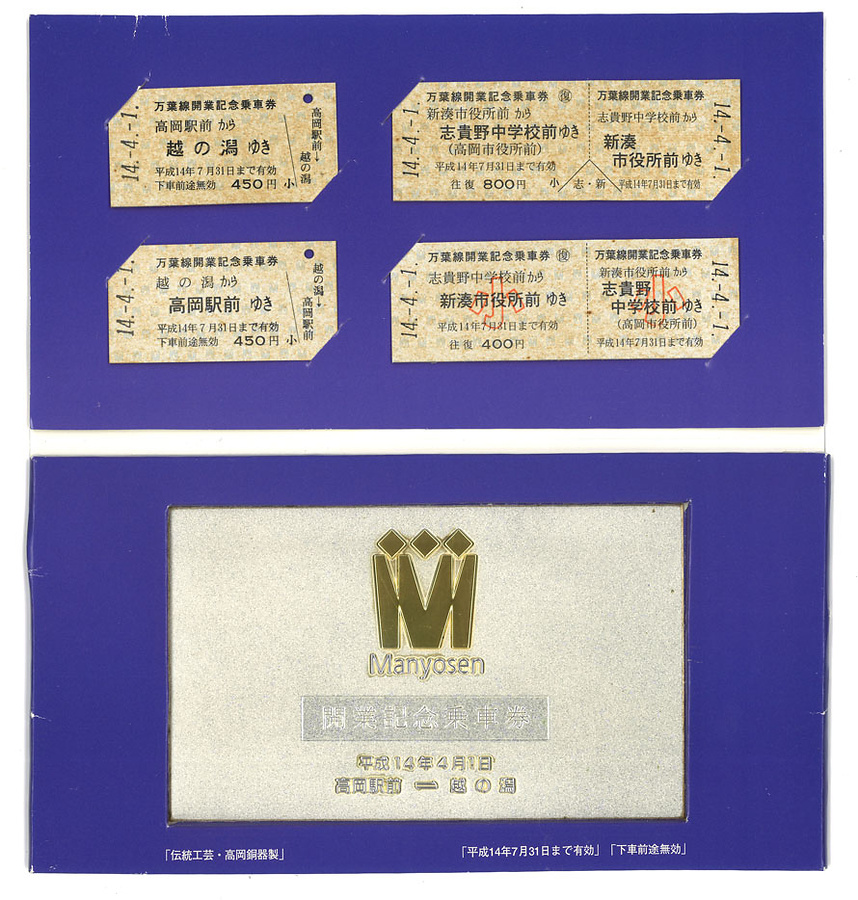 14.-4.-1.
万葉線開業記念乗車券
高岡駅前 から
越の潟 ゆき
平成14年7月31日まで有効
下車前途無効 450円 小
高岡駅前→越の潟
14.-4.-1.
万葉線開業記念乗車券 ㊢
新湊市役所前 から
志貴野中学校前 ゆき
(高岡市役所前)
平成14年7月31日まで有効
往復 800円 小 志・新
万葉線開業記念乗車券
志貴野中学校前から
新湊
市役所前 ゆき
平成14年7月31日まで有効
14.-4.-1.
14.-4.-1.
万葉線開業記念乗車券
越の潟 から
高岡駅前 ゆき
平成14年7月31日まで有効
下車前途無効 450円 小
越の潟→高岡駅前
14.-4.-1.
万葉線開業記念乗車券
志貴野中学校前から
新湊市役所前 ゆき
平成14年7月31日まで有効
往復 400円
小
万葉線開業記念乗車券
新湊市役所前 から
志貴野
中学校前 ゆき
(高岡市役所前)
平成14年7月31日まで有効
小
14.-4.-1.
Manyosen
開業記念乗車券
平成14年4月1日
高岡駅前 ー 越の潟
「伝統工芸・高岡銅器製」
「平成14年7月31日まで有効」「下車前途無効」